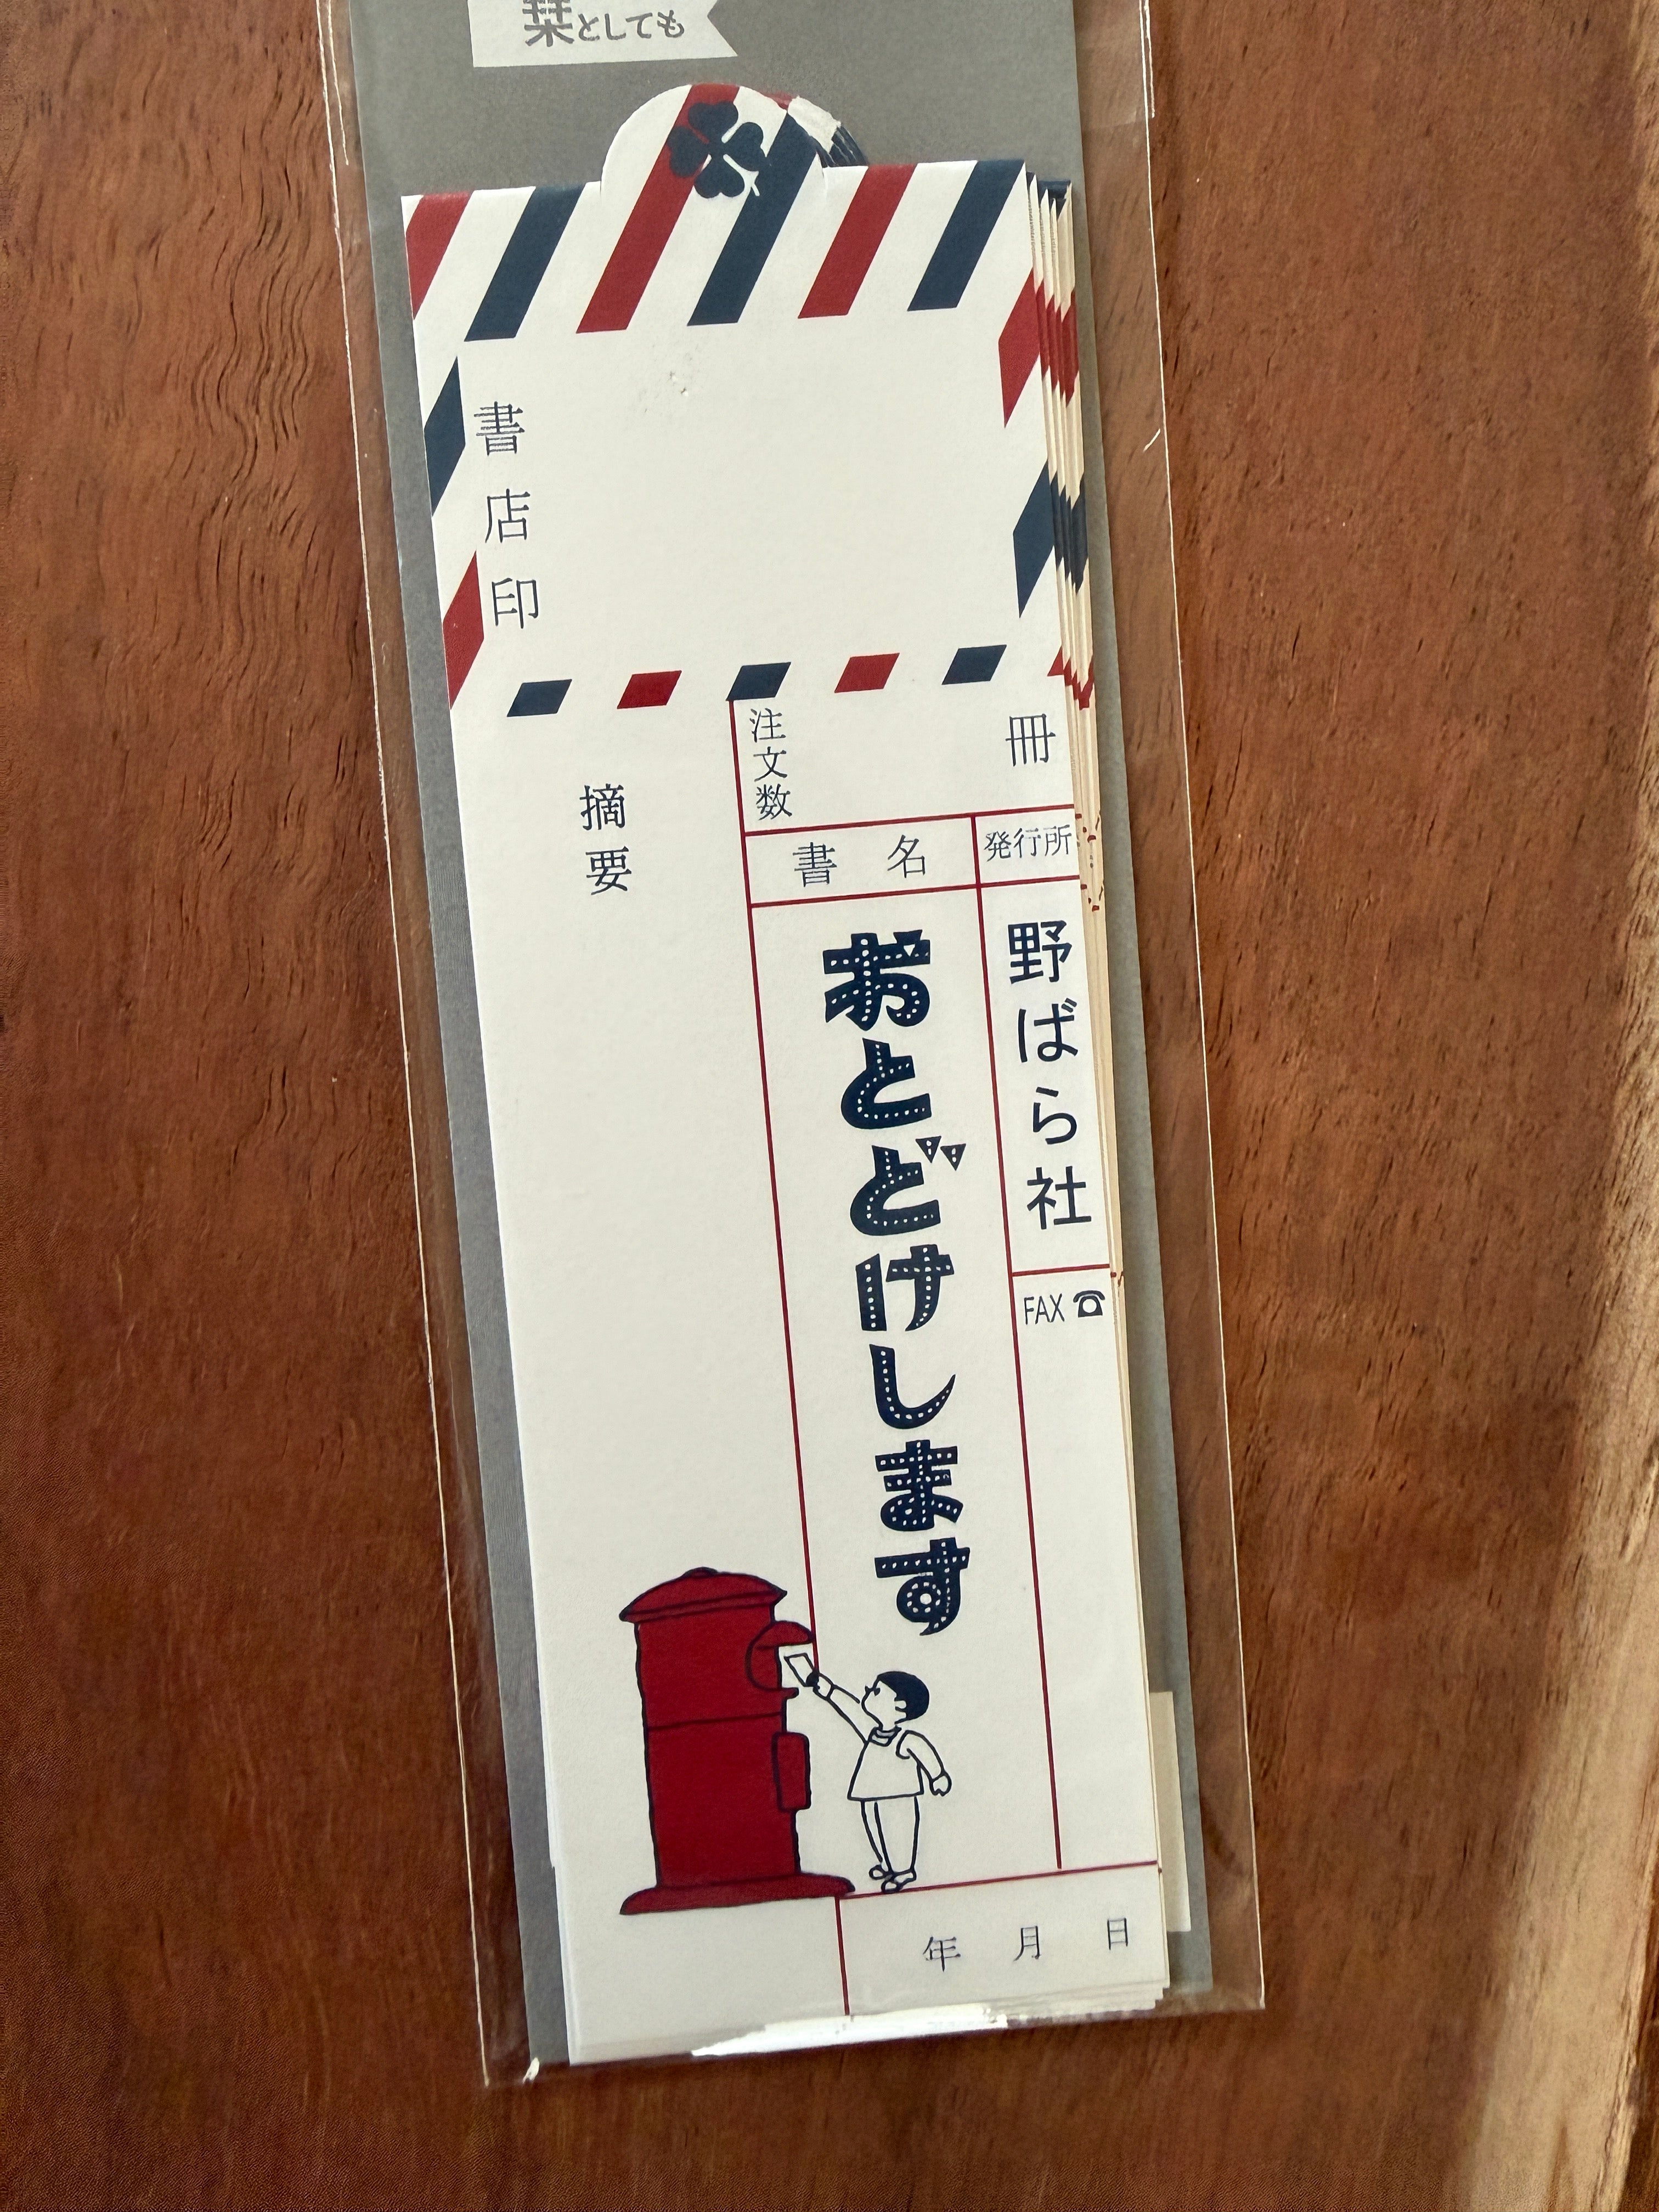 栞としても
書店印
注文数
冊
摘要
書名
発行所
おとどけします
野ばら社
FAX
年 月 日